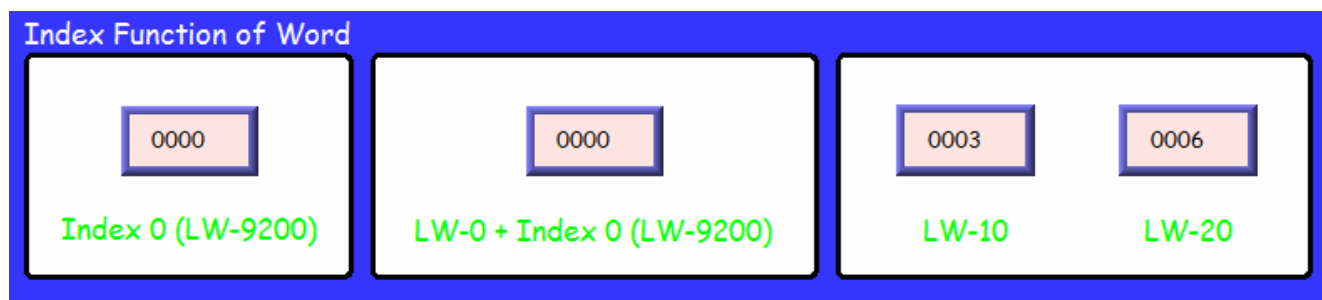 Index Function of Word
0000
Index 0 (LW-9200)
0000
LW-0 + Index 0 (LW-9200)
0003 0006
LW-10 LW-20